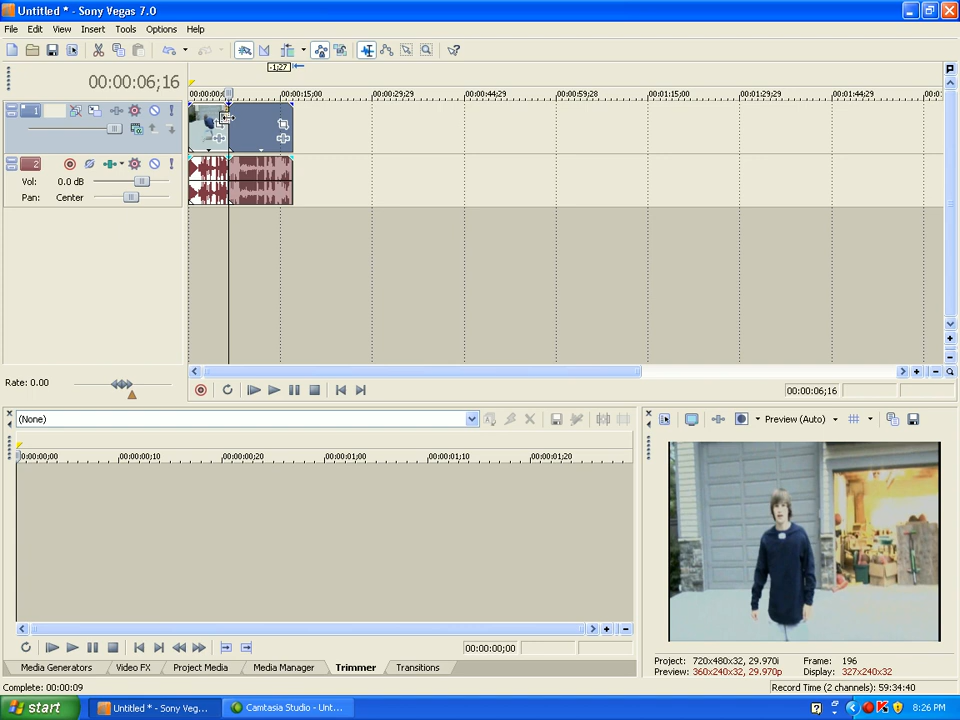 Untitled * - Sony Vegas 7.0
File Edit View Insert Tools Options Help
-1;27
00:00:06;16
00:00:00; 00:00:15;00 00:00:29;29 00:00:44;29 00:00:59;28 00:01:15;00 00:01:29;29 00:01:44;29 00:0
1
2
Vol: 0.0 dB
Pan: Center
Rate: 0.00
00:00:06;16
(None)
Preview (Auto)
00:00:00;00 00:00:00;10 00:00:00;20 00:00:01;00 00:00:01;10 00:00:01;20
00:00:00;00
Media Generators Video FX Project Media Media Manager Trimmer Transitions
Project: 720x480x32, 29.970i Frame: 196
Preview: 360x240x32, 29.970p Display: 327x240x32
Complete: 00:00:09
Record Time (2 channels): 59:34:40
start Untitled * - Sony Veg... Camtasia Studio - Unt... 8:26 PM